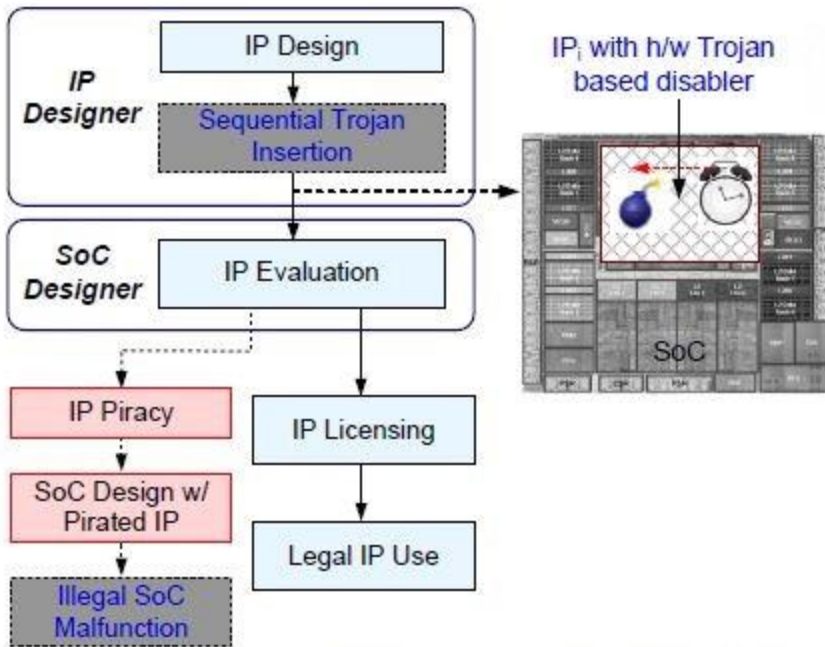 IP Design
IP
Designer
Sequential Trojan
Insertion
IPi with h/w Trojan
based disabler
SoC
Designer
IP Evaluation
SoC
IP Piracy
IP Licensing
SoC Design w/
Pirated IP
Legal IP Use
Illegal SoC
Malfunction